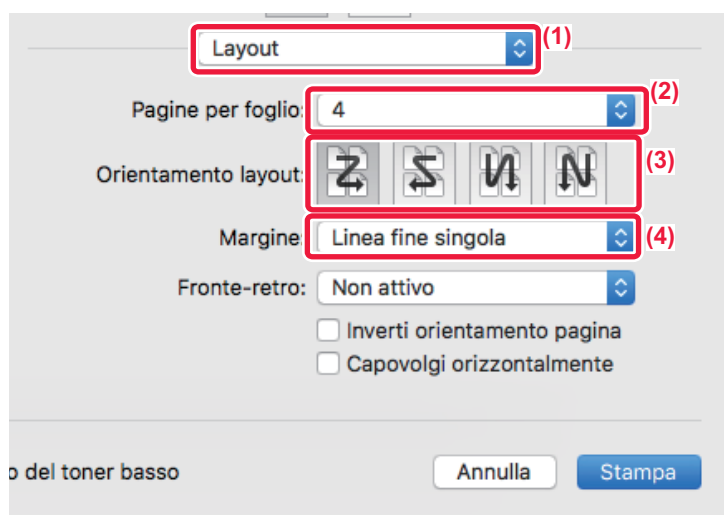 Layout (1)
Pagine per foglio: 4 (2)
Orientamento layout: (3)
Margine: Linea fine singola (4)
Fronte-retro: Non attivo
Inverti orientamento pagina
Capovolgi orizzontalmente
o del toner basso Annulla Stampa